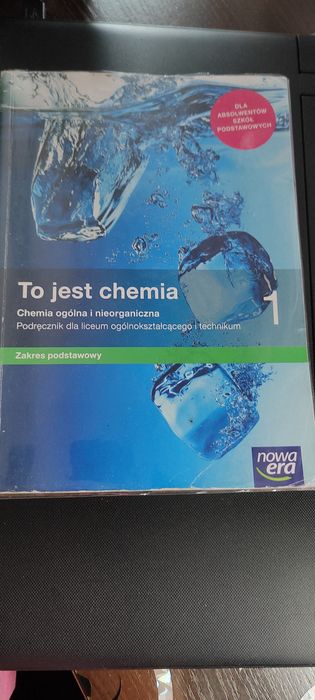 DLA
ABSOLWENTÓW
SZKÓŁ
PODSTAWOWYCH
To jest chemia
1
Chemia ogólna i nieorganiczna
Podręcznik dla liceum ogólnokształcącego i technikum
Zakres podstawowy
nowa
era